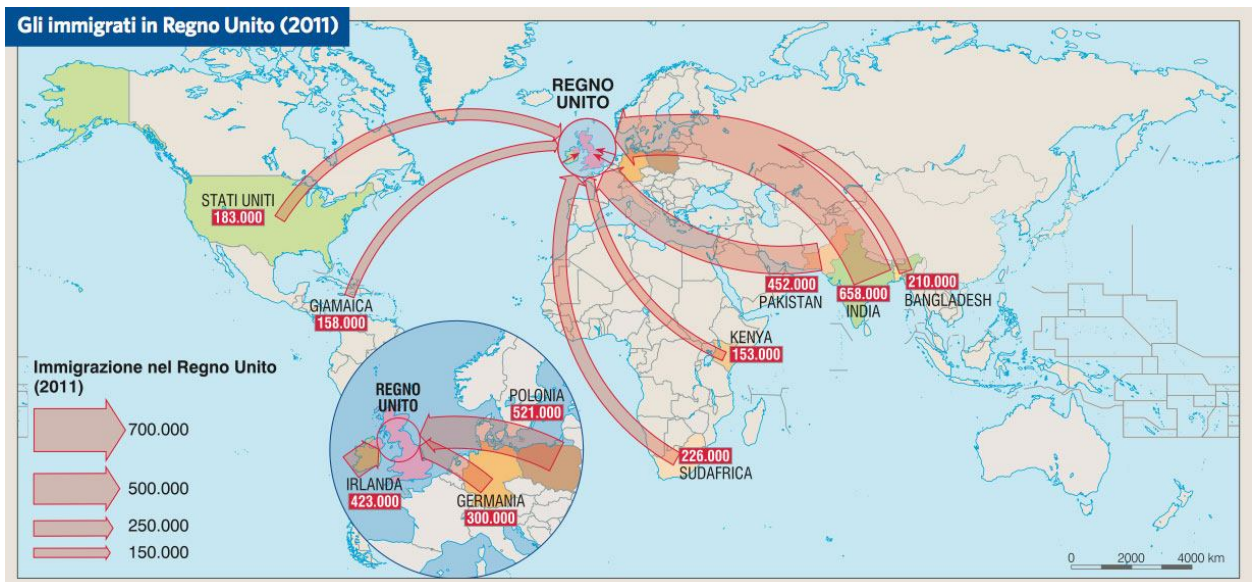 Gli immigrati in Regno Unito (2011)
REGNO
UNITO
STATI UNITI
183.000
GIAMAICA
158.000
452.000
PAKISTAN
658.000
INDIA
210.000
BANGLADESH
KENYA
153.000
226.000
SUDAFRICA
Immigrazione nel Regno Unito
(2011)
700.000
500.000
250.000
150.000
REGNO
UNITO
POLONIA
521.000
IRLANDA
423.000
GERMANIA
300.000
0 2000 4000 km